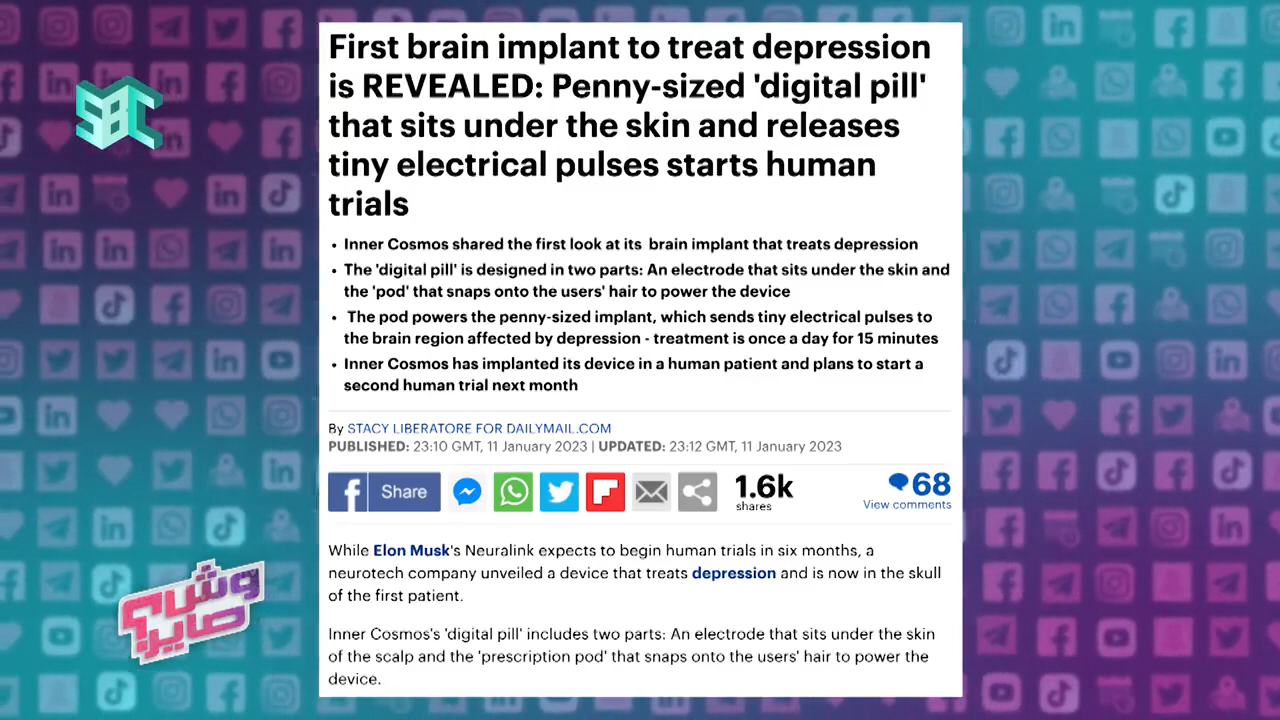 First brain implant to treat depression
is REVEALED: Penny-sized 'digital pill'
that sits under the skin and releases
tiny electrical pulses starts human
trials
• Inner Cosmos shared the first look at its brain implant that treats depression
• The 'digital pill' is designed in two parts: An electrode that sits under the skin and
the 'pod' that snaps onto the users' hair to power the device
• The pod powers the penny-sized implant, which sends tiny electrical pulses to
the brain region affected by depression - treatment is once a day for 15 minutes
• Inner Cosmos has implanted its device in a human patient and plans to start a
second human trial next month
By STACY LIBERATORE FOR DAILYMAIL.COM
PUBLISHED: 23:10 GMT, 11 January 2023 | UPDATED: 23:12 GMT, 11 January 2023
Share
1.6k
shares
68
View comments
While Elon Musk's Neuralink expects to begin human trials in six months, a
neurotech company unveiled a device that treats depression and is now in the skull
of the first patient.
Inner Cosmos's 'digital pill' includes two parts: An electrode that sits under the skin
of the scalp and the 'prescription pod' that snaps onto the users' hair to power the
device.
SBC
وش
صاير؟